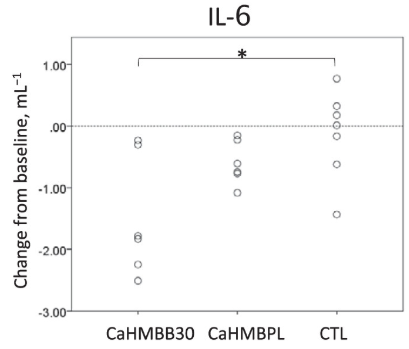 IL-6
*
1.00
.00
-1.00
-2.00
-3.00
Change from baseline, mL⁻¹
CaHMBB30 CaHMBPL CTL